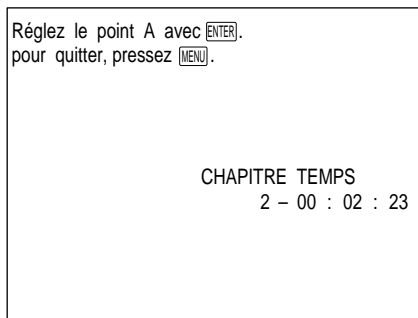 Réglez le point A avec ENTER.
pour quitter, pressez MENU.
CHAPITRE TEMPS
2 – 00 : 02 : 23